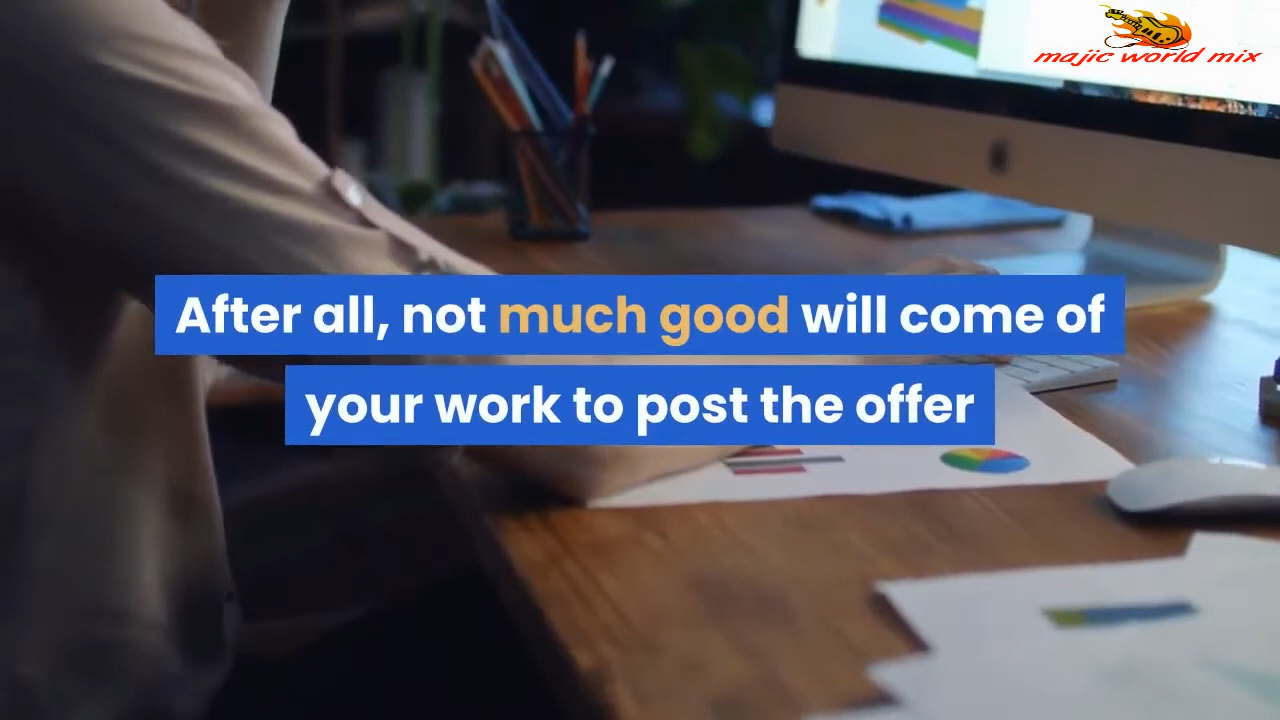 majic world mix
After all, not much good will come of
your work to post the offer